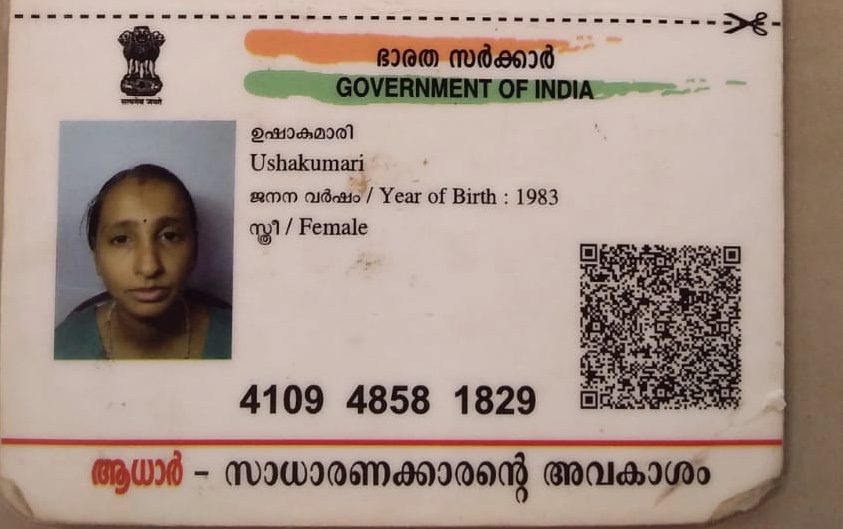 सत्यमेव जयते
ഭാരത സർക്കാർ
GOVERNMENT OF INDIA
ഉഷാകുമാരി
Ushakumari
ജനന വർഷം / Year of Birth : 1983
സ്ത്രീ / Female
4109 4858 1829
ആധാർ – സാധാരണക്കാരന്റെ അവകാശം